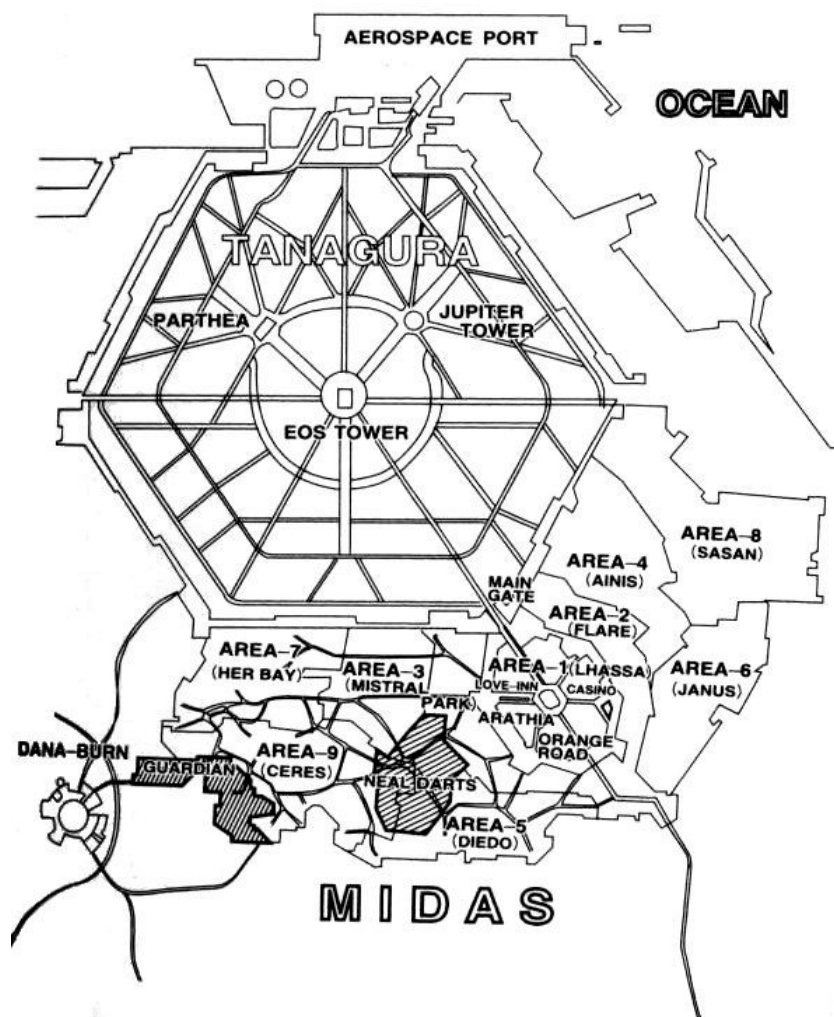 AEROSPACE PORT
OCEAN
TANAGURA
PARTHEA
JUPITER
TOWER
EOS TOWER
AREA-8
(SASAN)
AREA-4
(AINIS)
MAIN
GATE
AREA-2
(FLARE)
AREA-7
(HER BAY)
AREA-3
(MISTRAL
PARK)
AREA-1 (LHASSA)
LOVE-INN
CASINO
ARATHIA
ORANGE
ROAD
AREA-6
(JANUS)
DANA-BURN
GUARDIAN
AREA-9
(CERES)
NEAL DARTS
AREA-5
(DIEDO)
MIDAS